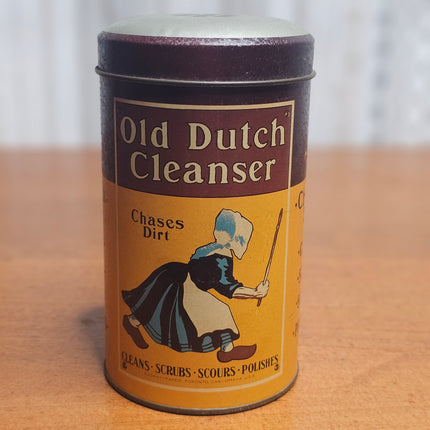 Old Dutch
Cleanser
Chases
Dirt
CLEANS · SCRUBS · SCOURS · POLISHES